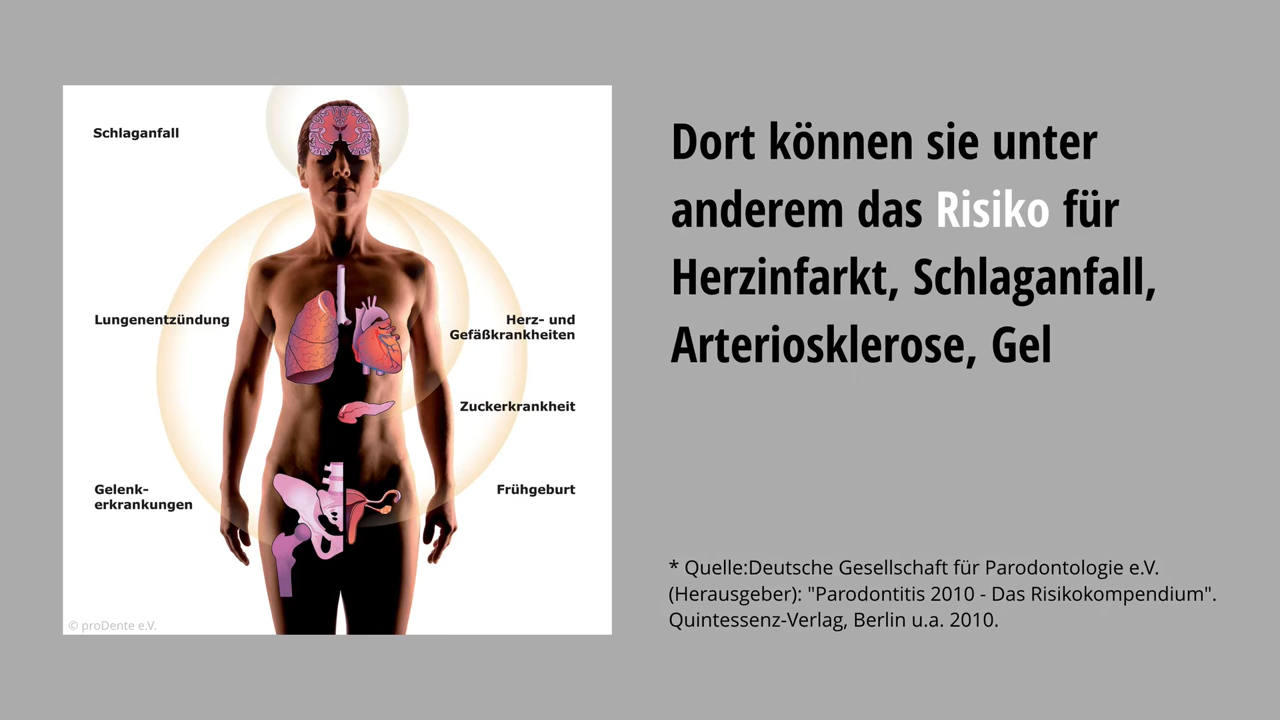 Schlaganfall
Lungenentzündung
Herz- und
Gefäßkrankheiten
Zuckerkrankheit
Gelenk-
erkrankungen
Frühgeburt
© proDente e.V.
Dort können sie unter
anderem das Risiko für
Herzinfarkt, Schlaganfall,
Arteriosklerose, Gel
* Quelle:Deutsche Gesellschaft für Parodontologie e.V.
(Herausgeber): "Parodontitis 2010 - Das Risikokompendium".
Quintessenz-Verlag, Berlin u.a. 2010.